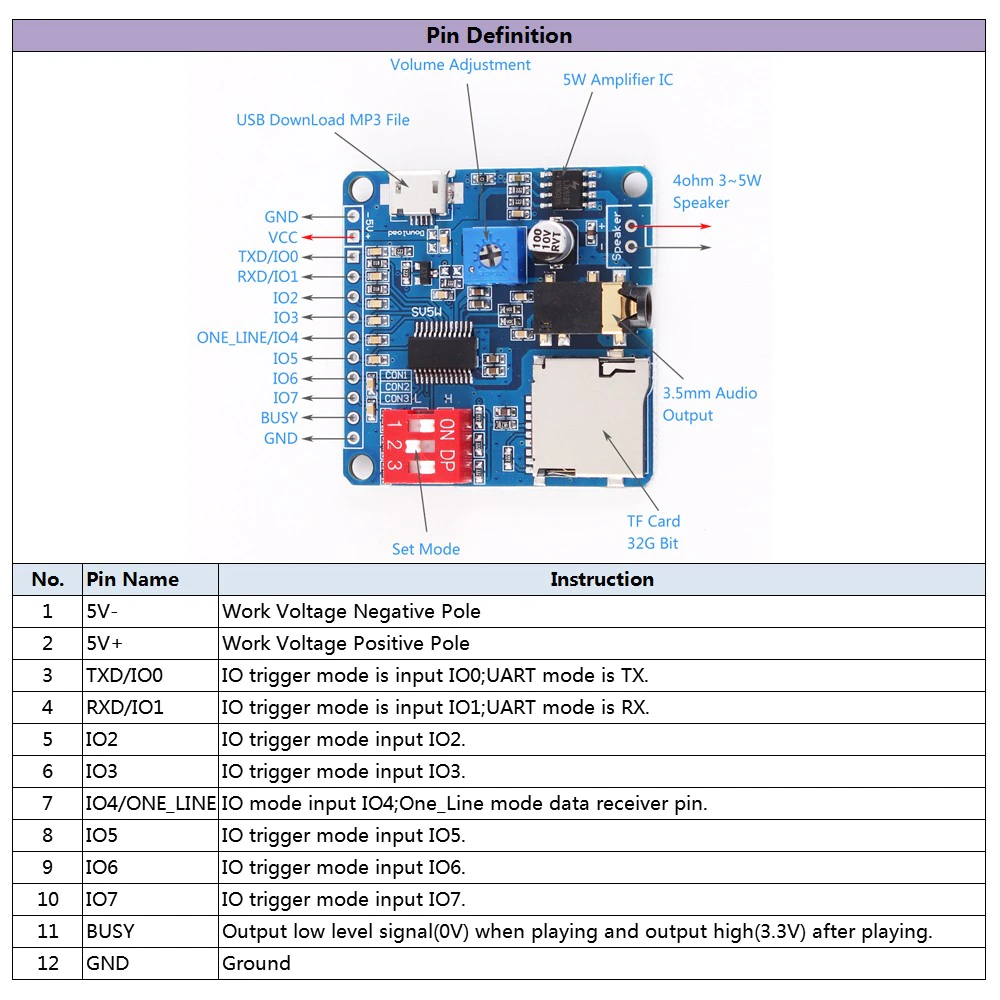 Pin Definition
Volume Adjustment
5W Amplifier IC
USB DownLoad MP3 File
4ohm 3~5W
Speaker
GND
VCC
TXD/IO0
RXD/IO1
IO2
IO3
ONE_LINE/IO4
IO5
IO6
IO7
BUSY
GND
-5V+
Download
100
10V
RVT
+
-
Speaker
M5AS
CON1
CON2
CON3
L
H
ON DP
1 2 3
3.5mm Audio
Output
TF Card
32G Bit
Set Mode
No. Pin Name Instruction
1 5V- Work Voltage Negative Pole
2 5V+ Work Voltage Positive Pole
3 TXD/IO0 IO trigger mode is input IO0;UART mode is TX.
4 RXD/IO1 IO trigger mode is input IO1;UART mode is RX.
5 IO2 IO trigger mode input IO2.
6 IO3 IO trigger mode input IO3.
7 IO4/ONE_LINE IO mode input IO4;One_Line mode data receiver pin.
8 IO5 IO trigger mode input IO5.
9 IO6 IO trigger mode input IO6.
10 IO7 IO trigger mode input IO7.
11 BUSY Output low level signal(0V) when playing and output high(3.3V) after playing.
12 GND Ground